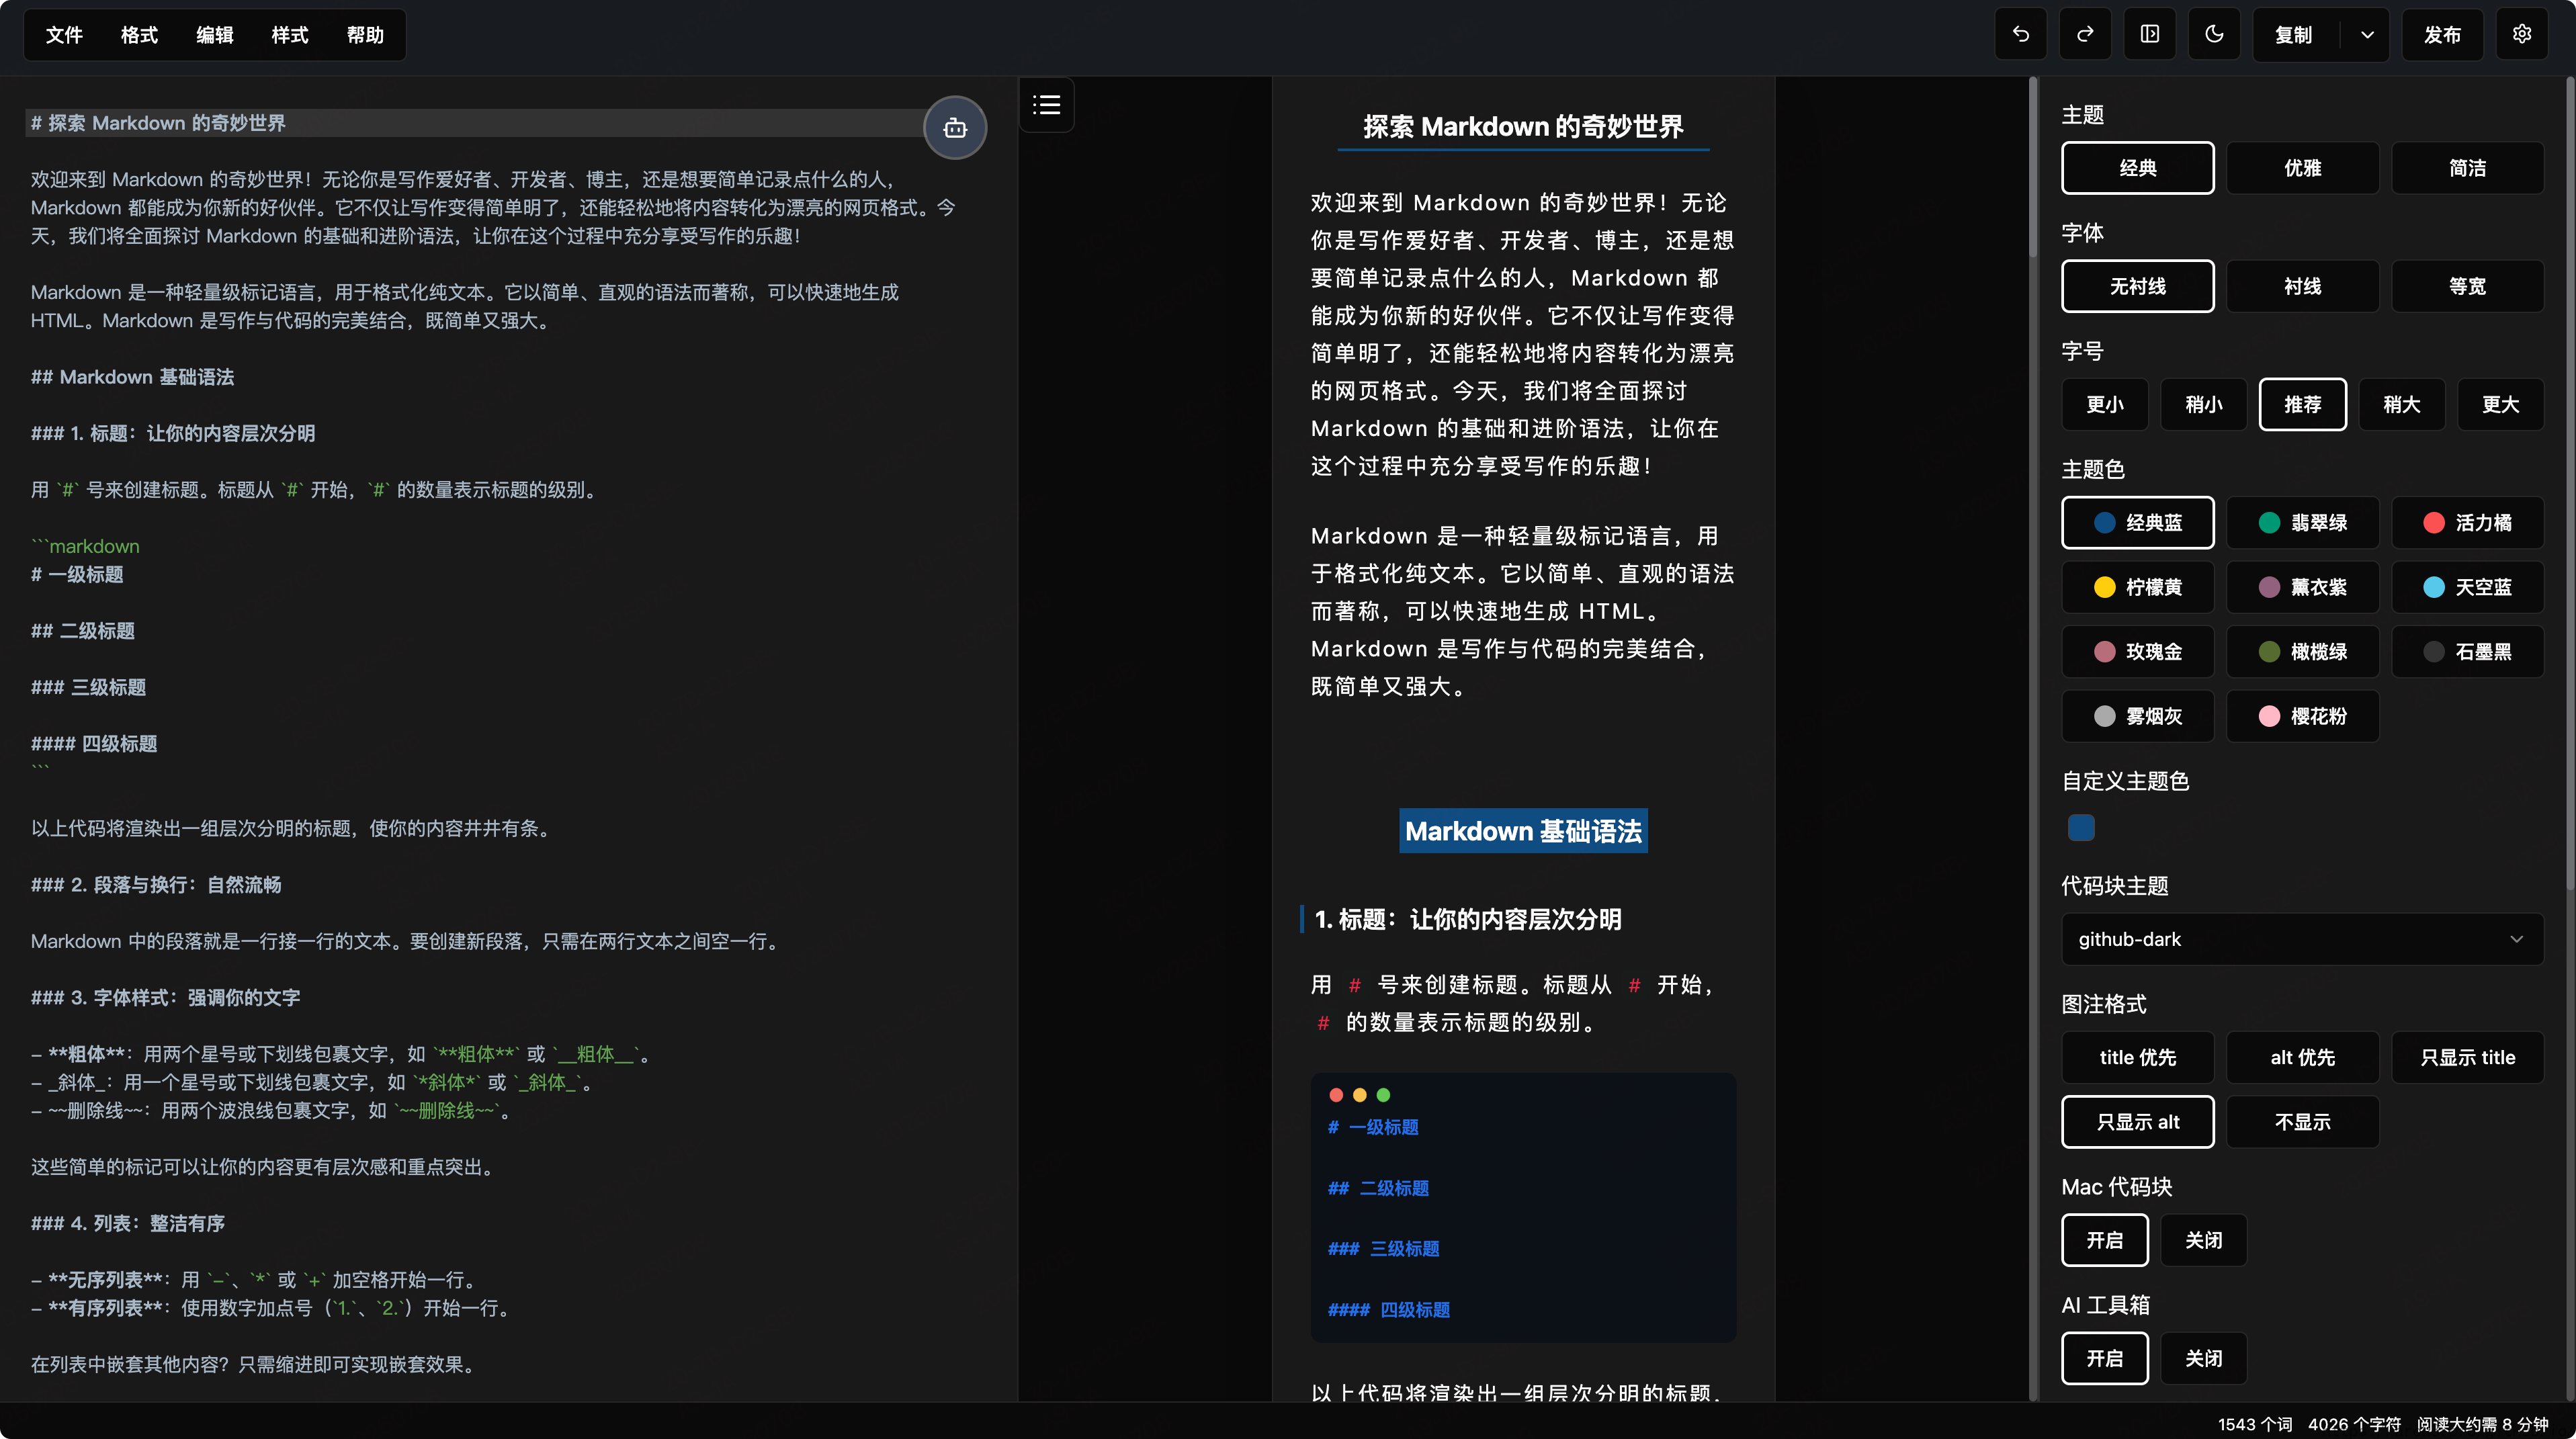 文件 格式 编辑 样式 帮助
复制 发布
# 探索 Markdown 的奇妙世界
欢迎来到 Markdown 的奇妙世界！无论你是写作爱好者、开发者、博主，还是想要简单记录点什么的人，
Markdown 都能成为你新的好伙伴。它不仅让写作变得简单明了，还能轻松地将内容转化为漂亮的网页格式。今
天，我们将全面探讨 Markdown 的基础和进阶语法，让你在这个过程中充分享受写作的乐趣！
Markdown 是一种轻量级标记语言，用于格式化纯文本。它以简单、直观的语法而著称，可以快速地生成
HTML。Markdown 是写作与代码的完美结合，既简单又强大。
## Markdown 基础语法
### 1. 标题：让你的内容层次分明
用 `#` 号来创建标题。标题从 `#` 开始，`#` 的数量表示标题的级别。
```markdown
# 一级标题
## 二级标题
### 三级标题
#### 四级标题
```
以上代码将渲染出一组层次分明的标题，使你的内容井井有条。
### 2. 段落与换行：自然流畅
Markdown 中的段落就是一行接一行的文本。要创建新段落，只需在两行文本之间空一行。
### 3. 字体样式：强调你的文字
- **粗体**：用两个星号或下划线包裹文字，如 `**粗体**` 或 `__粗体__`。
- _斜体_：用一个星号或下划线包裹文字，如 `*斜体*` 或 `_斜体_`。
- ~~删除线~~：用两个波浪线包裹文字，如 `~~删除线~~`。
这些简单的标记可以让你的内容更有层次感和重点突出。
### 4. 列表：整洁有序
- **无序列表**：用 `-`、`*` 或 `+` 加空格开始一行。
- **有序列表**：使用数字加点号（`1.`、`2.`）开始一行。
在列表中嵌套其他内容？只需缩进即可实现嵌套效果。
探索 Markdown 的奇妙世界
欢迎来到 Markdown 的奇妙世界！无论
你是写作爱好者、开发者、博主，还是想
要简单记录点什么的人，Markdown 都
能成为你新的好伙伴。它不仅让写作变得
简单明了，还能轻松地将内容转化为漂亮
的网页格式。今天，我们将全面探讨
Markdown 的基础和进阶语法，让你在
这个过程中充分享受写作的乐趣！
Markdown 是一种轻量级标记语言，用
于格式化纯文本。它以简单、直观的语法
而著称，可以快速地生成 HTML。
Markdown 是写作与代码的完美结合，
既简单又强大。
Markdown 基础语法
1. 标题：让你的内容层次分明
用 # 号来创建标题。标题从 # 开始，
# 的数量表示标题的级别。
# 一级标题
## 二级标题
### 三级标题
#### 四级标题
以上代码将渲染出一组层次分明的标题，
主题
经典 优雅 简洁
字体
无衬线 衬线 等宽
字号
更小 稍小 推荐 稍大 更大
主题色
经典蓝 翡翠绿 活力橘
柠檬黄 薰衣紫 天空蓝
玫瑰金 橄榄绿 石墨黑
雾烟灰 樱花粉
自定义主题色
代码块主题
github-dark
图注格式
title 优先 alt 优先 只显示 title
只显示 alt 不显示
Mac 代码块
开启 关闭
AI 工具箱
开启 关闭
1543 个词 4026 个字符 阅读大约需 8 分钟